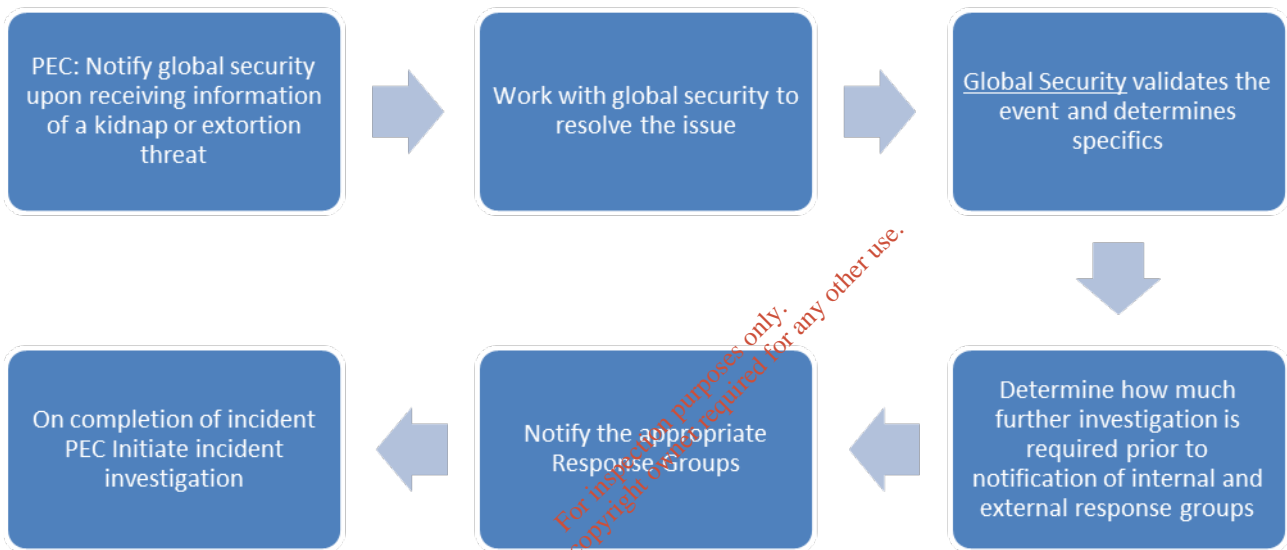 PEC: Notify global security
upon receiving information
of a kidnap or extortion
threat
Work with global security to
resolve the issue
Global Security validates the
event and determines
specifics
Determine how much
further investigation is
required prior to
notification of internal and
external response groups
Notify the appropriate
Response Groups
On completion of incident
PEC Initiate incident
investigation
For inspection purposes only.
copyright owner required for any other use.